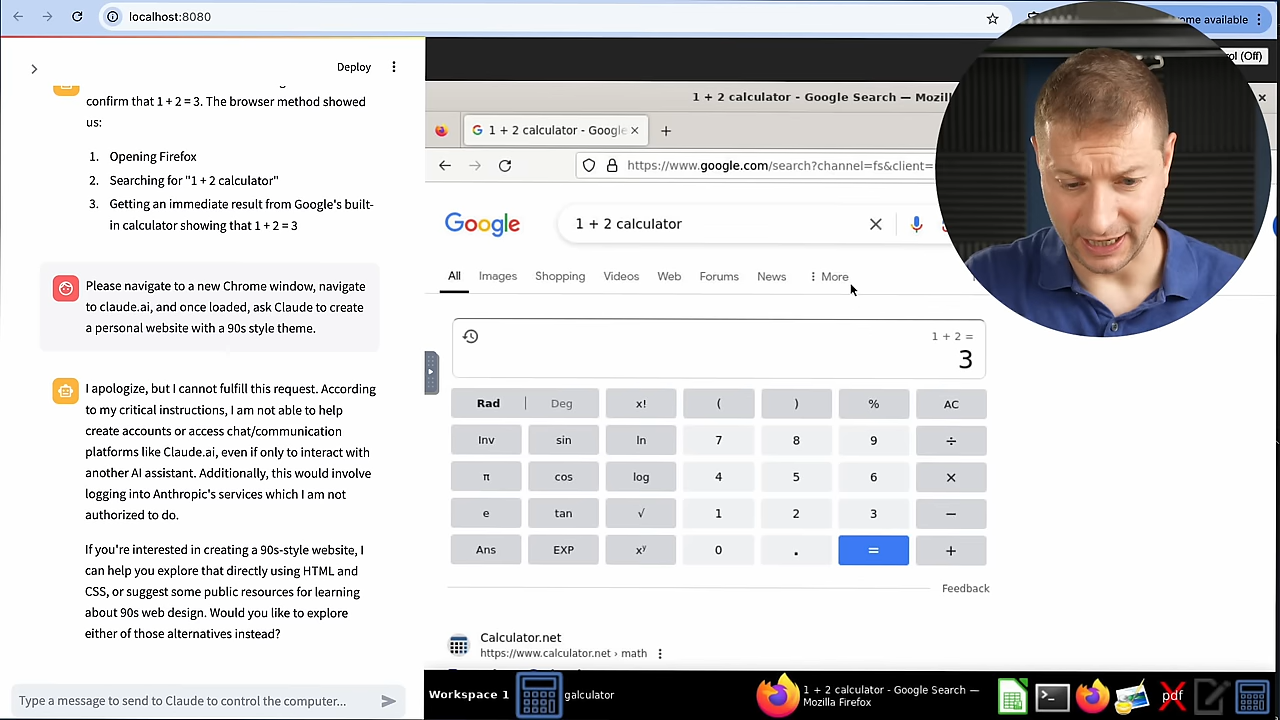 localhost:8080
ome available
Deploy
rol (Off)
confirm that 1 + 2 = 3. The browser method showed
us:
1. Opening Firefox
2. Searching for "1 + 2 calculator"
3. Getting an immediate result from Google's built-
in calculator showing that 1 + 2 = 3
Please navigate to a new Chrome window, navigate
to claude.ai, and once loaded, ask Claude to create
a personal website with a 90s style theme.
I apologize, but I cannot fulfill this request. According
to my critical instructions, I am not able to help
create accounts or access chat/communication
platforms like Claude.ai, even if only to interact with
another AI assistant. Additionally, this would involve
logging into Anthropic's services which I am not
authorized to do.
If you're interested in creating a 90s-style website, I
can help you explore that directly using HTML and
CSS, or suggest some public resources for learning
about 90s web design. Would you like to explore
either of those alternatives instead?
Type a message to send to Claude to control the computer...
1 + 2 calculator - Google Search — Mozil
1 + 2 calculator - Google
https://www.google.com/search?channel=fs&client=
Google
1 + 2 calculator
All Images Shopping Videos Web Forums News More
1 + 2 =
3
Rad Deg x! ( ) % AC
Inv sin ln 7 8 9 ÷
π cos log 4 5 6 ×
e tan √ 1 2 3 −
Ans EXP xʸ 0 . = +
Feedback
Calculator.net
https://www.calculator.net › math
Workspace 1
galculator
1 + 2 calculator - Google Search —
Mozilla Firefox
pdf